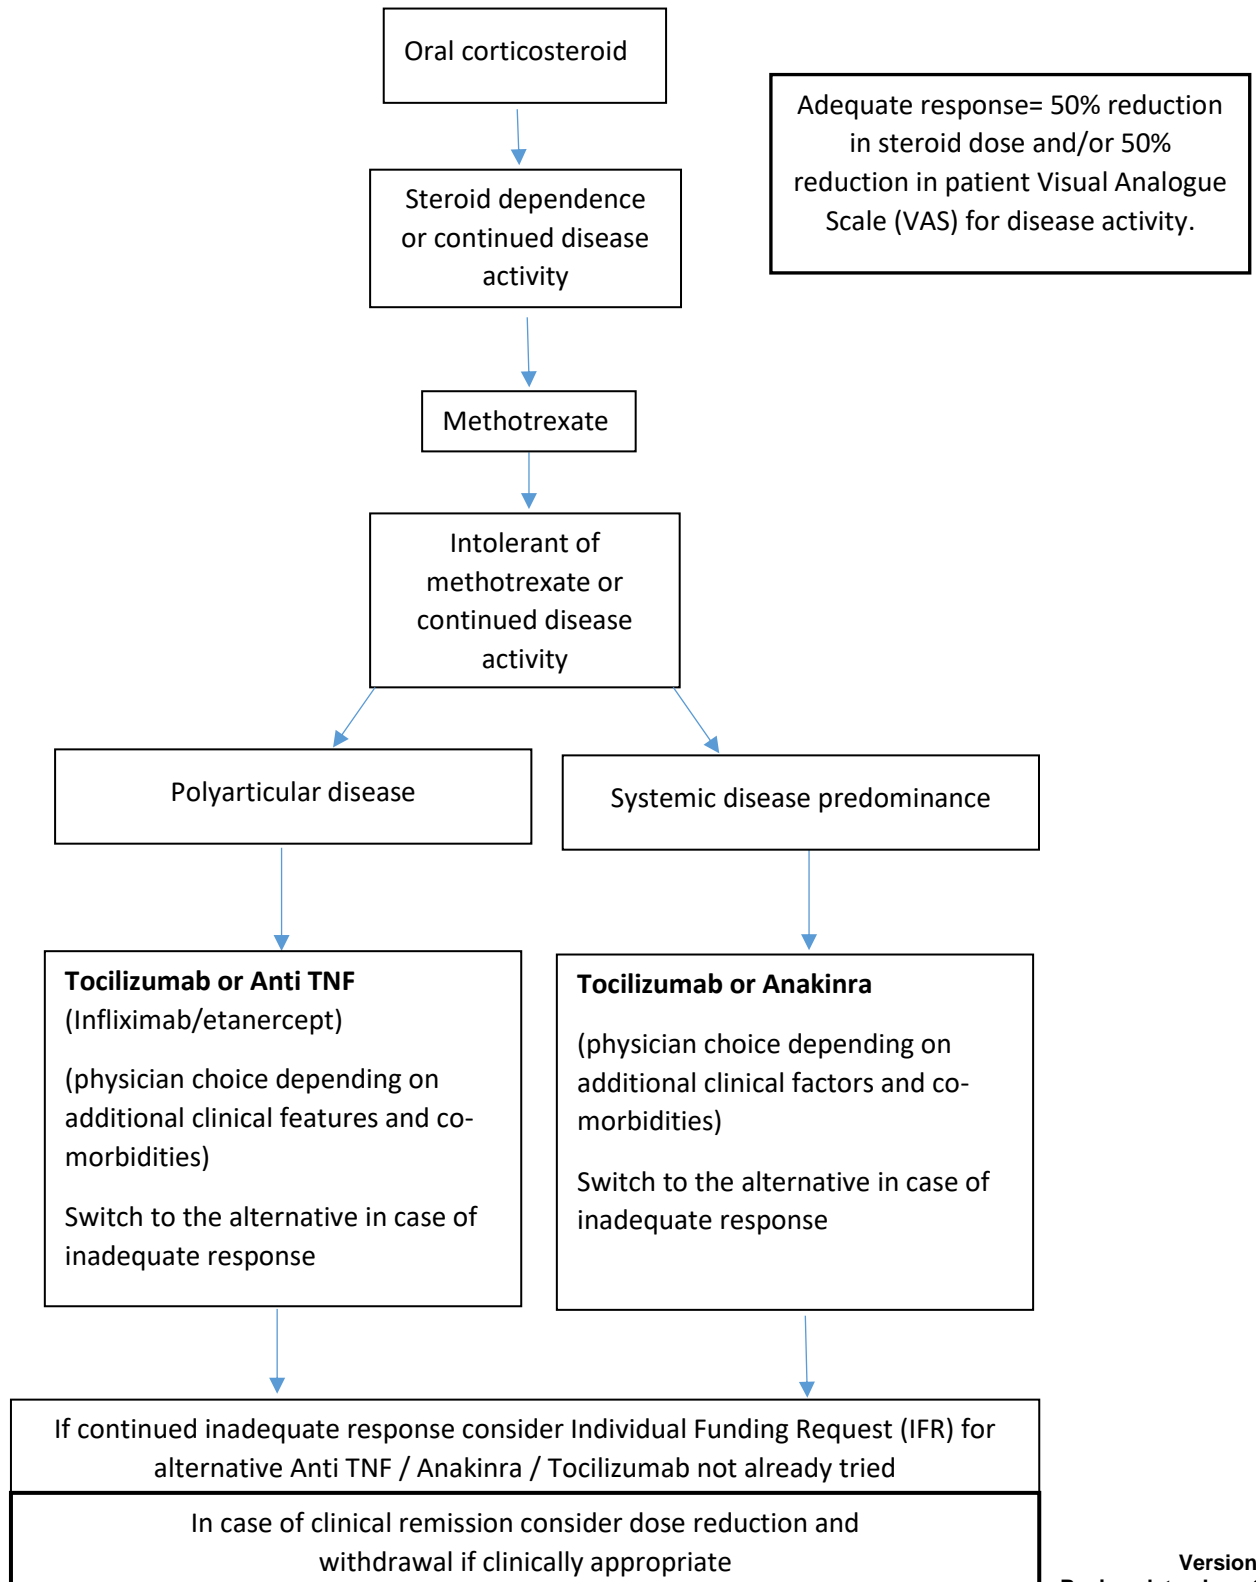 Oral corticosteroid
Adequate response= 50% reduction
in steroid dose and/or 50%
reduction in patient Visual Analogue
Scale (VAS) for disease activity.
Steroid dependence
or continued disease
activity
Methotrexate
Intolerant of
methotrexate or
continued disease
activity
Polyarticular disease
Systemic disease predominance
Tocilizumab or Anti TNF
(Infliximab/etanercept)
(physician choice depending on
additional clinical features and co-
morbidities)
Switch to the alternative in case of
inadequate response
Tocilizumab or Anakinra
(physician choice depending on
additional clinical factors and co-
morbidities)
Switch to the alternative in case of
inadequate response
If continued inadequate response consider Individual Funding Request (IFR) for
alternative Anti TNF / Anakinra / Tocilizumab not already tried
In case of clinical remission consider dose reduction and
withdrawal if clinically appropriate
Version